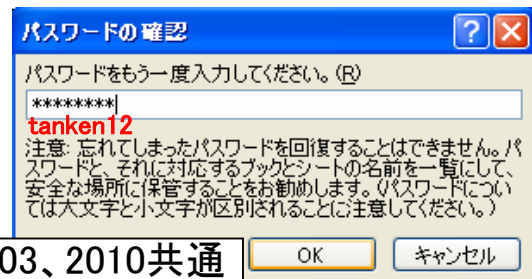 パスワードの確認
パスワードをもう一度入力してください。(R)
********
tanken12
注意: 忘れてしまったパスワードを回復することはできません。パ
スワードと、それに対応するブックとシートの名前を一覧にして、
安全な場所に保管することをお勧めします。(パスワードについ
ては大文字と小文字が区別されることに注意してください。)
03、2010共通
OK
キャンセル